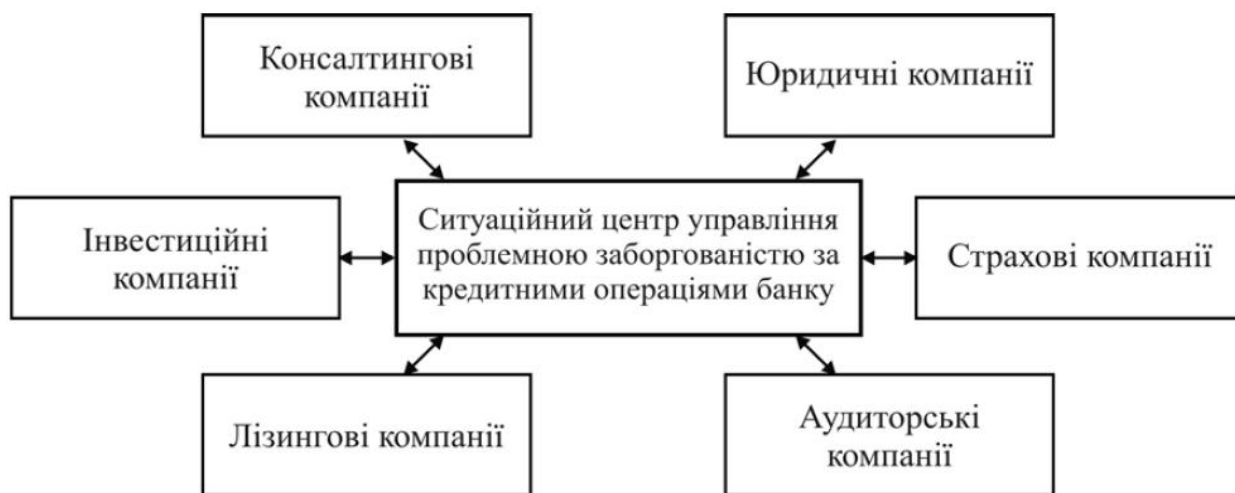 Консалтингові
компанії
Юридичні компанії
Інвестиційні
компанії
Ситуаційний центр управління
проблемною заборгованістю за
кредитними операціями банку
Страхові компанії
Лізингові компанії
Аудиторські
компанії